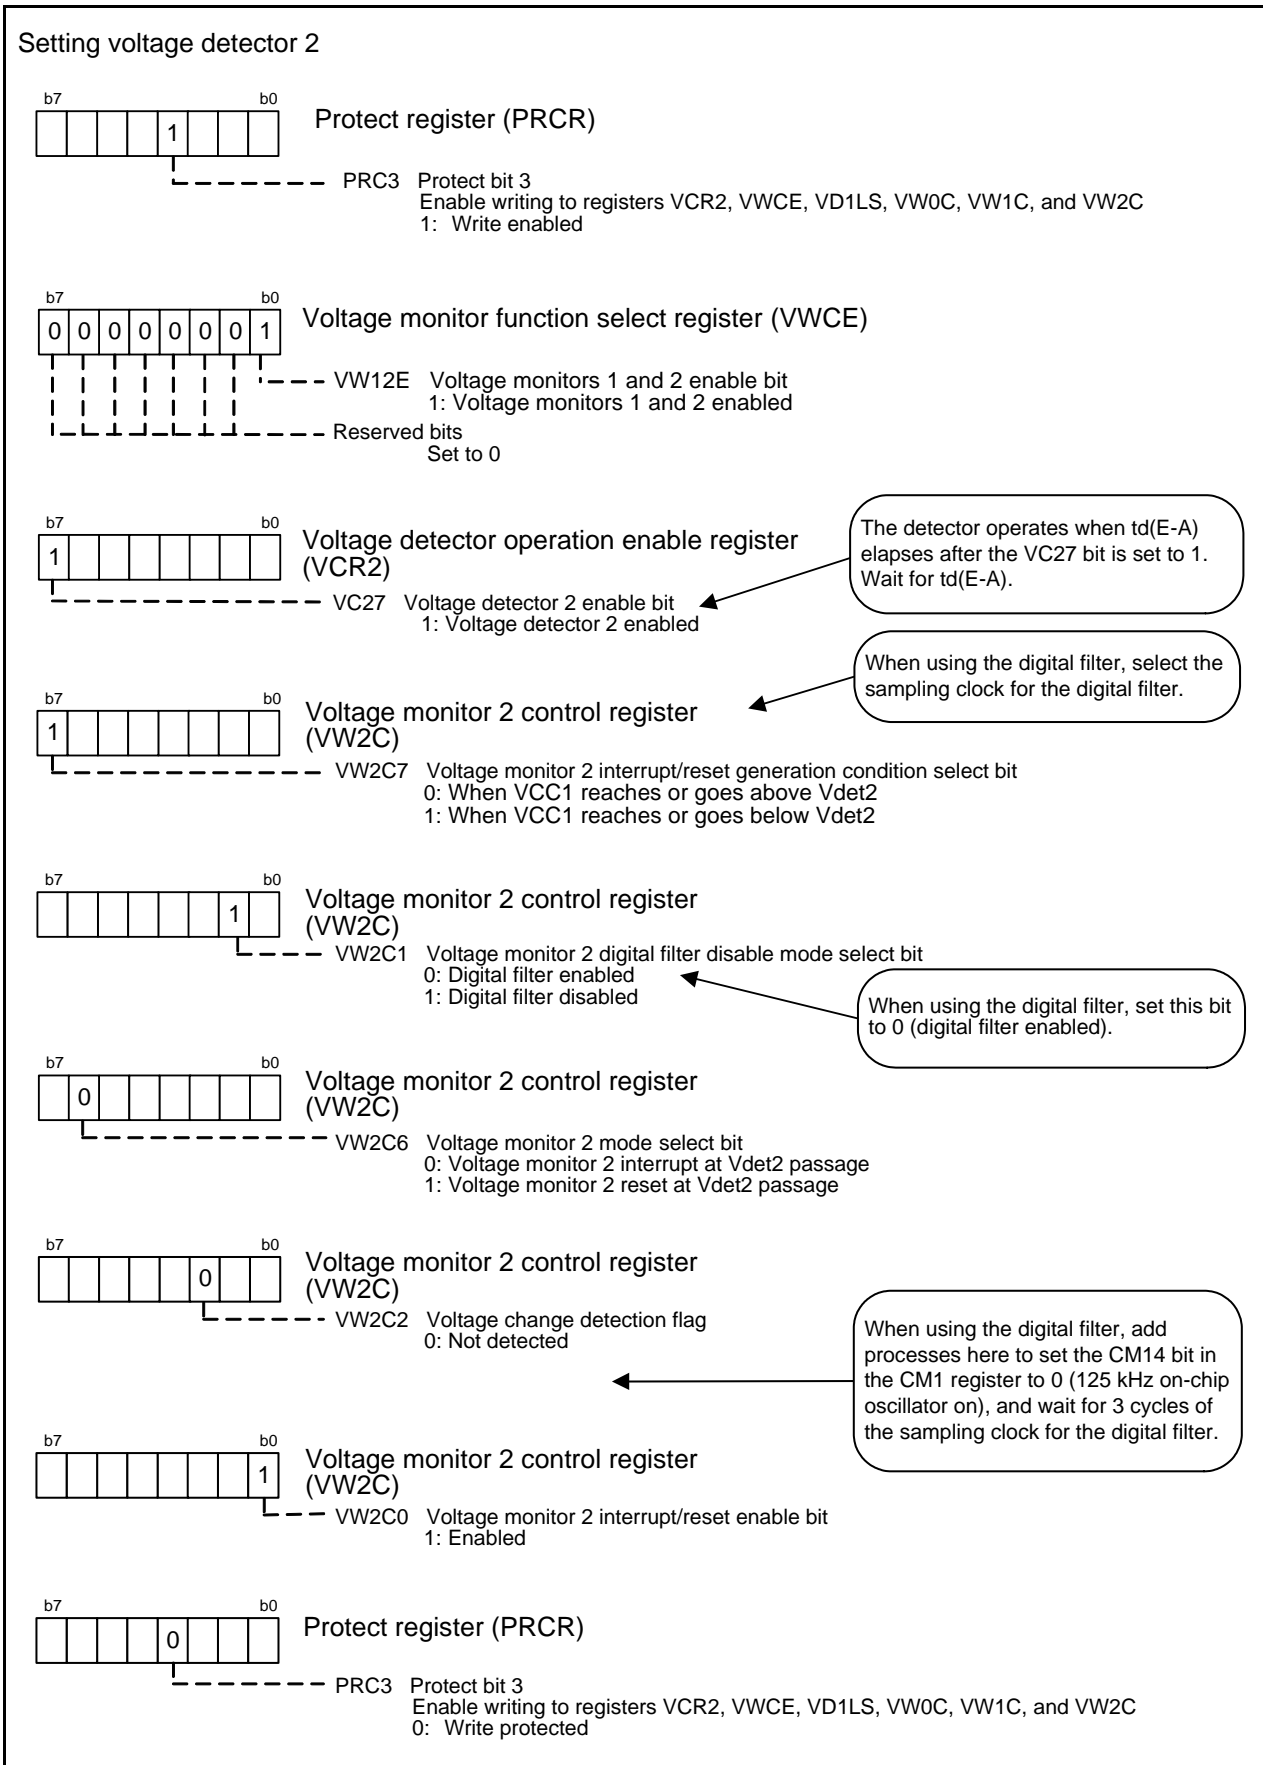 Setting voltage detector 2
b7 b0
1
Protect register (PRCR)
PRC3 Protect bit 3
Enable writing to registers VCR2, VWCE, VD1LS, VW0C, VW1C, and VW2C
1: Write enabled
b7 b0
0 0 0 0 0 0 0 1
Voltage monitor function select register (VWCE)
VW12E Voltage monitors 1 and 2 enable bit
1: Voltage monitors 1 and 2 enabled
Reserved bits
Set to 0
b7 b0
1
Voltage detector operation enable register
(VCR2)
VC27 Voltage detector 2 enable bit
1: Voltage detector 2 enabled
The detector operates when td(E-A)
elapses after the VC27 bit is set to 1.
Wait for td(E-A).
When using the digital filter, select the
sampling clock for the digital filter.
b7 b0
1
Voltage monitor 2 control register
(VW2C)
VW2C7 Voltage monitor 2 interrupt/reset generation condition select bit
0: When VCC1 reaches or goes above Vdet2
1: When VCC1 reaches or goes below Vdet2
b7 b0
1
Voltage monitor 2 control register
(VW2C)
VW2C1 Voltage monitor 2 digital filter disable mode select bit
0: Digital filter enabled
1: Digital filter disabled
When using the digital filter, set this bit
to 0 (digital filter enabled).
b7 b0
0
Voltage monitor 2 control register
(VW2C)
VW2C6 Voltage monitor 2 mode select bit
0: Voltage monitor 2 interrupt at Vdet2 passage
1: Voltage monitor 2 reset at Vdet2 passage
b7 b0
0
Voltage monitor 2 control register
(VW2C)
VW2C2 Voltage change detection flag
0: Not detected
When using the digital filter, add
processes here to set the CM14 bit in
the CM1 register to 0 (125 kHz on-chip
oscillator on), and wait for 3 cycles of
the sampling clock for the digital filter.
b7 b0
1
Voltage monitor 2 control register
(VW2C)
VW2C0 Voltage monitor 2 interrupt/reset enable bit
1: Enabled
b7 b0
0
Protect register (PRCR)
PRC3 Protect bit 3
Enable writing to registers VCR2, VWCE, VD1LS, VW0C, VW1C, and VW2C
0: Write protected